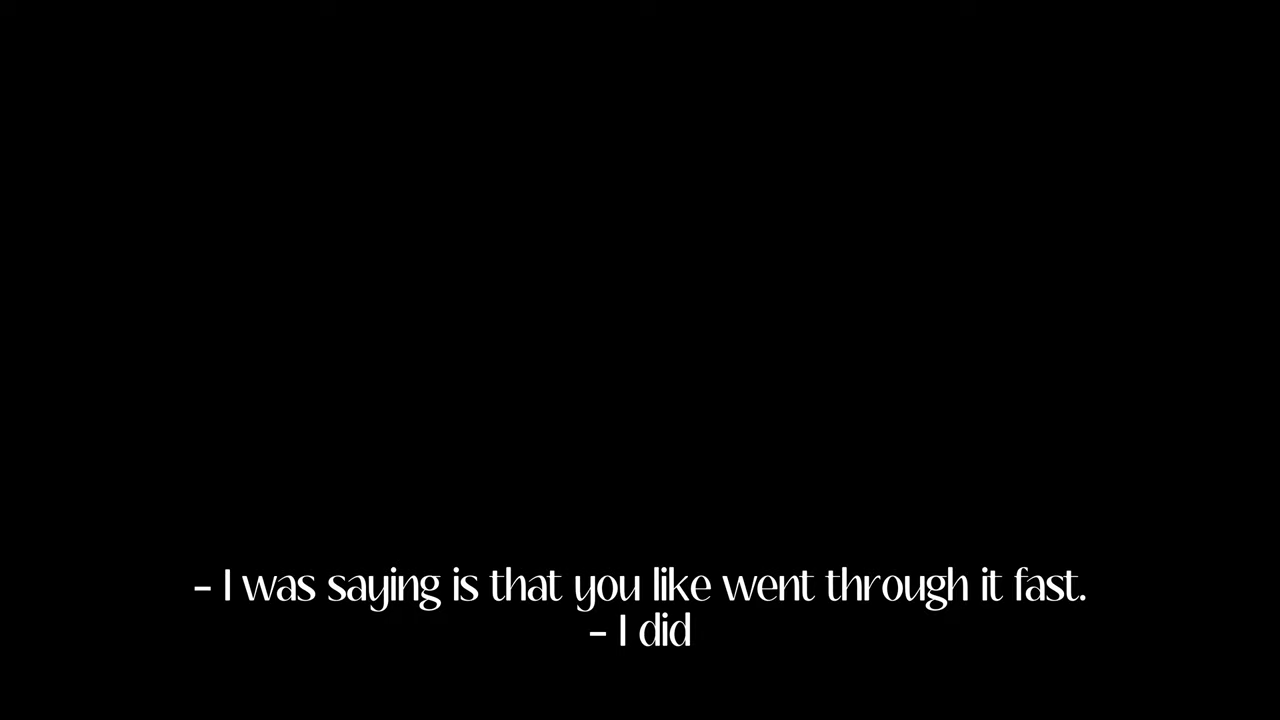 - I was saying is that you like went through it fast.
- I did